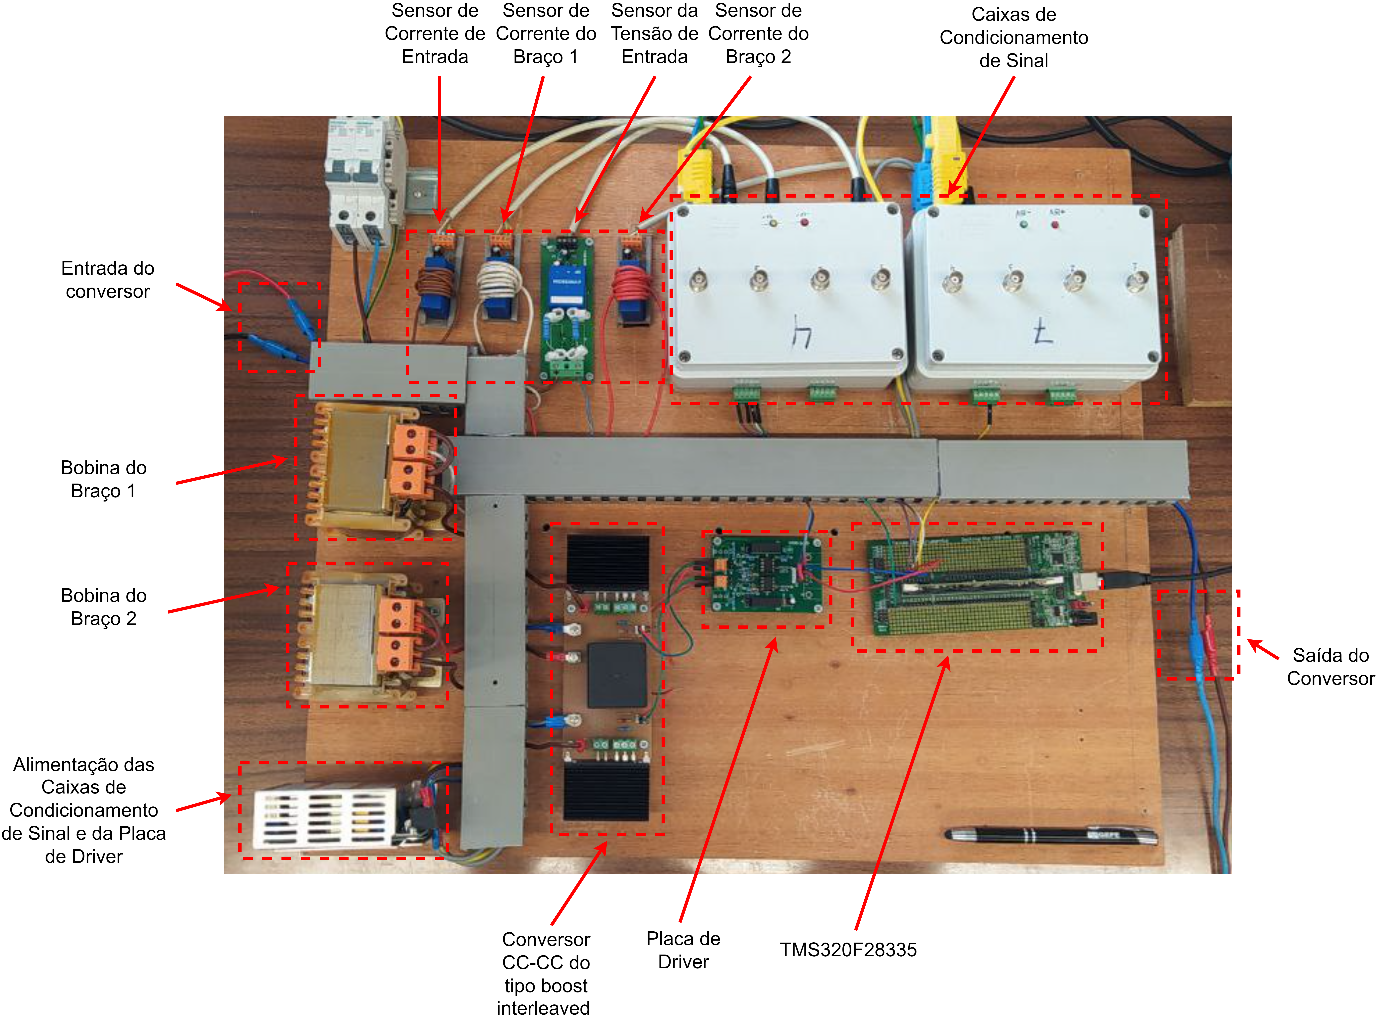 Sensor de
Corrente de
Entrada
Sensor de
Corrente do
Braço 1
Sensor da
Tensão de
Entrada
Sensor de
Corrente do
Braço 2
Caixas de
Condicionamento
de Sinal
Entrada do
conversor
4
7
Bobina do
Braço 1
Bobina do
Braço 2
Saída do
Conversor
Alimentação das
Caixas de
Condicionamento
de Sinal e da Placa
de Driver
GEPE
Conversor
CC-CC do
tipo boost
interleaved
Placa de
Driver
TMS320F28335